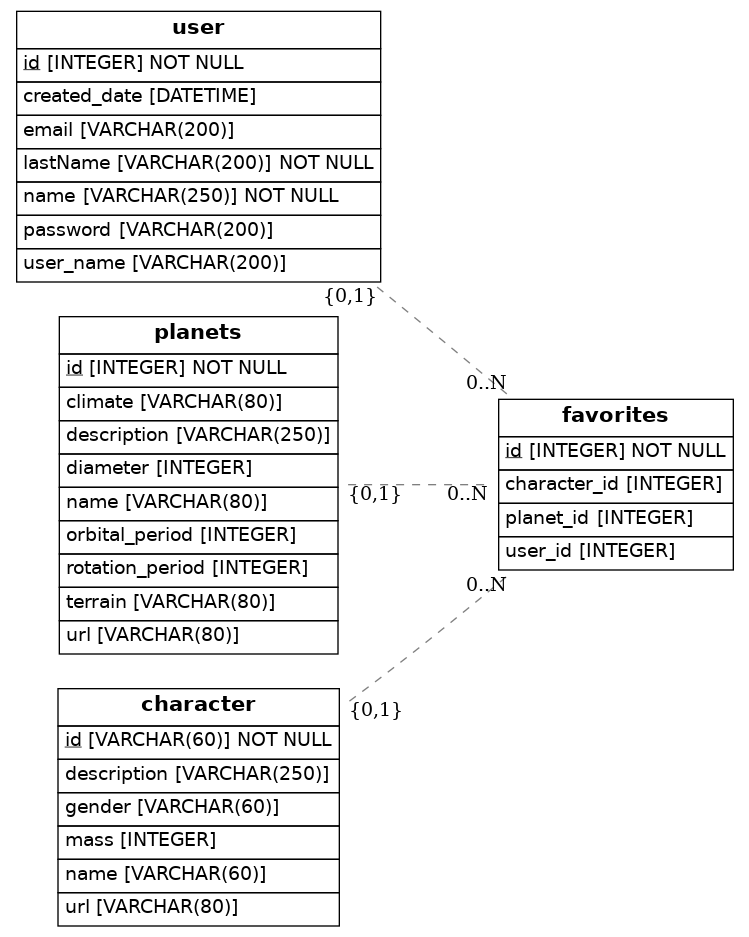 user
id [INTEGER] NOT NULL
created_date [DATETIME]
email [VARCHAR(200)]
lastName [VARCHAR(200)] NOT NULL
name [VARCHAR(250)] NOT NULL
password [VARCHAR(200)]
user_name [VARCHAR(200)]
{0,1}
0..N
planets
id [INTEGER] NOT NULL
climate [VARCHAR(80)]
description [VARCHAR(250)]
diameter [INTEGER]
name [VARCHAR(80)]
orbital_period [INTEGER]
rotation_period [INTEGER]
terrain [VARCHAR(80)]
url [VARCHAR(80)]
{0,1}
0..N
favorites
id [INTEGER] NOT NULL
character_id [INTEGER]
planet_id [INTEGER]
user_id [INTEGER]
0..N
{0,1}
character
id [VARCHAR(60)] NOT NULL
description [VARCHAR(250)]
gender [VARCHAR(60)]
mass [INTEGER]
name [VARCHAR(60)]
url [VARCHAR(80)]